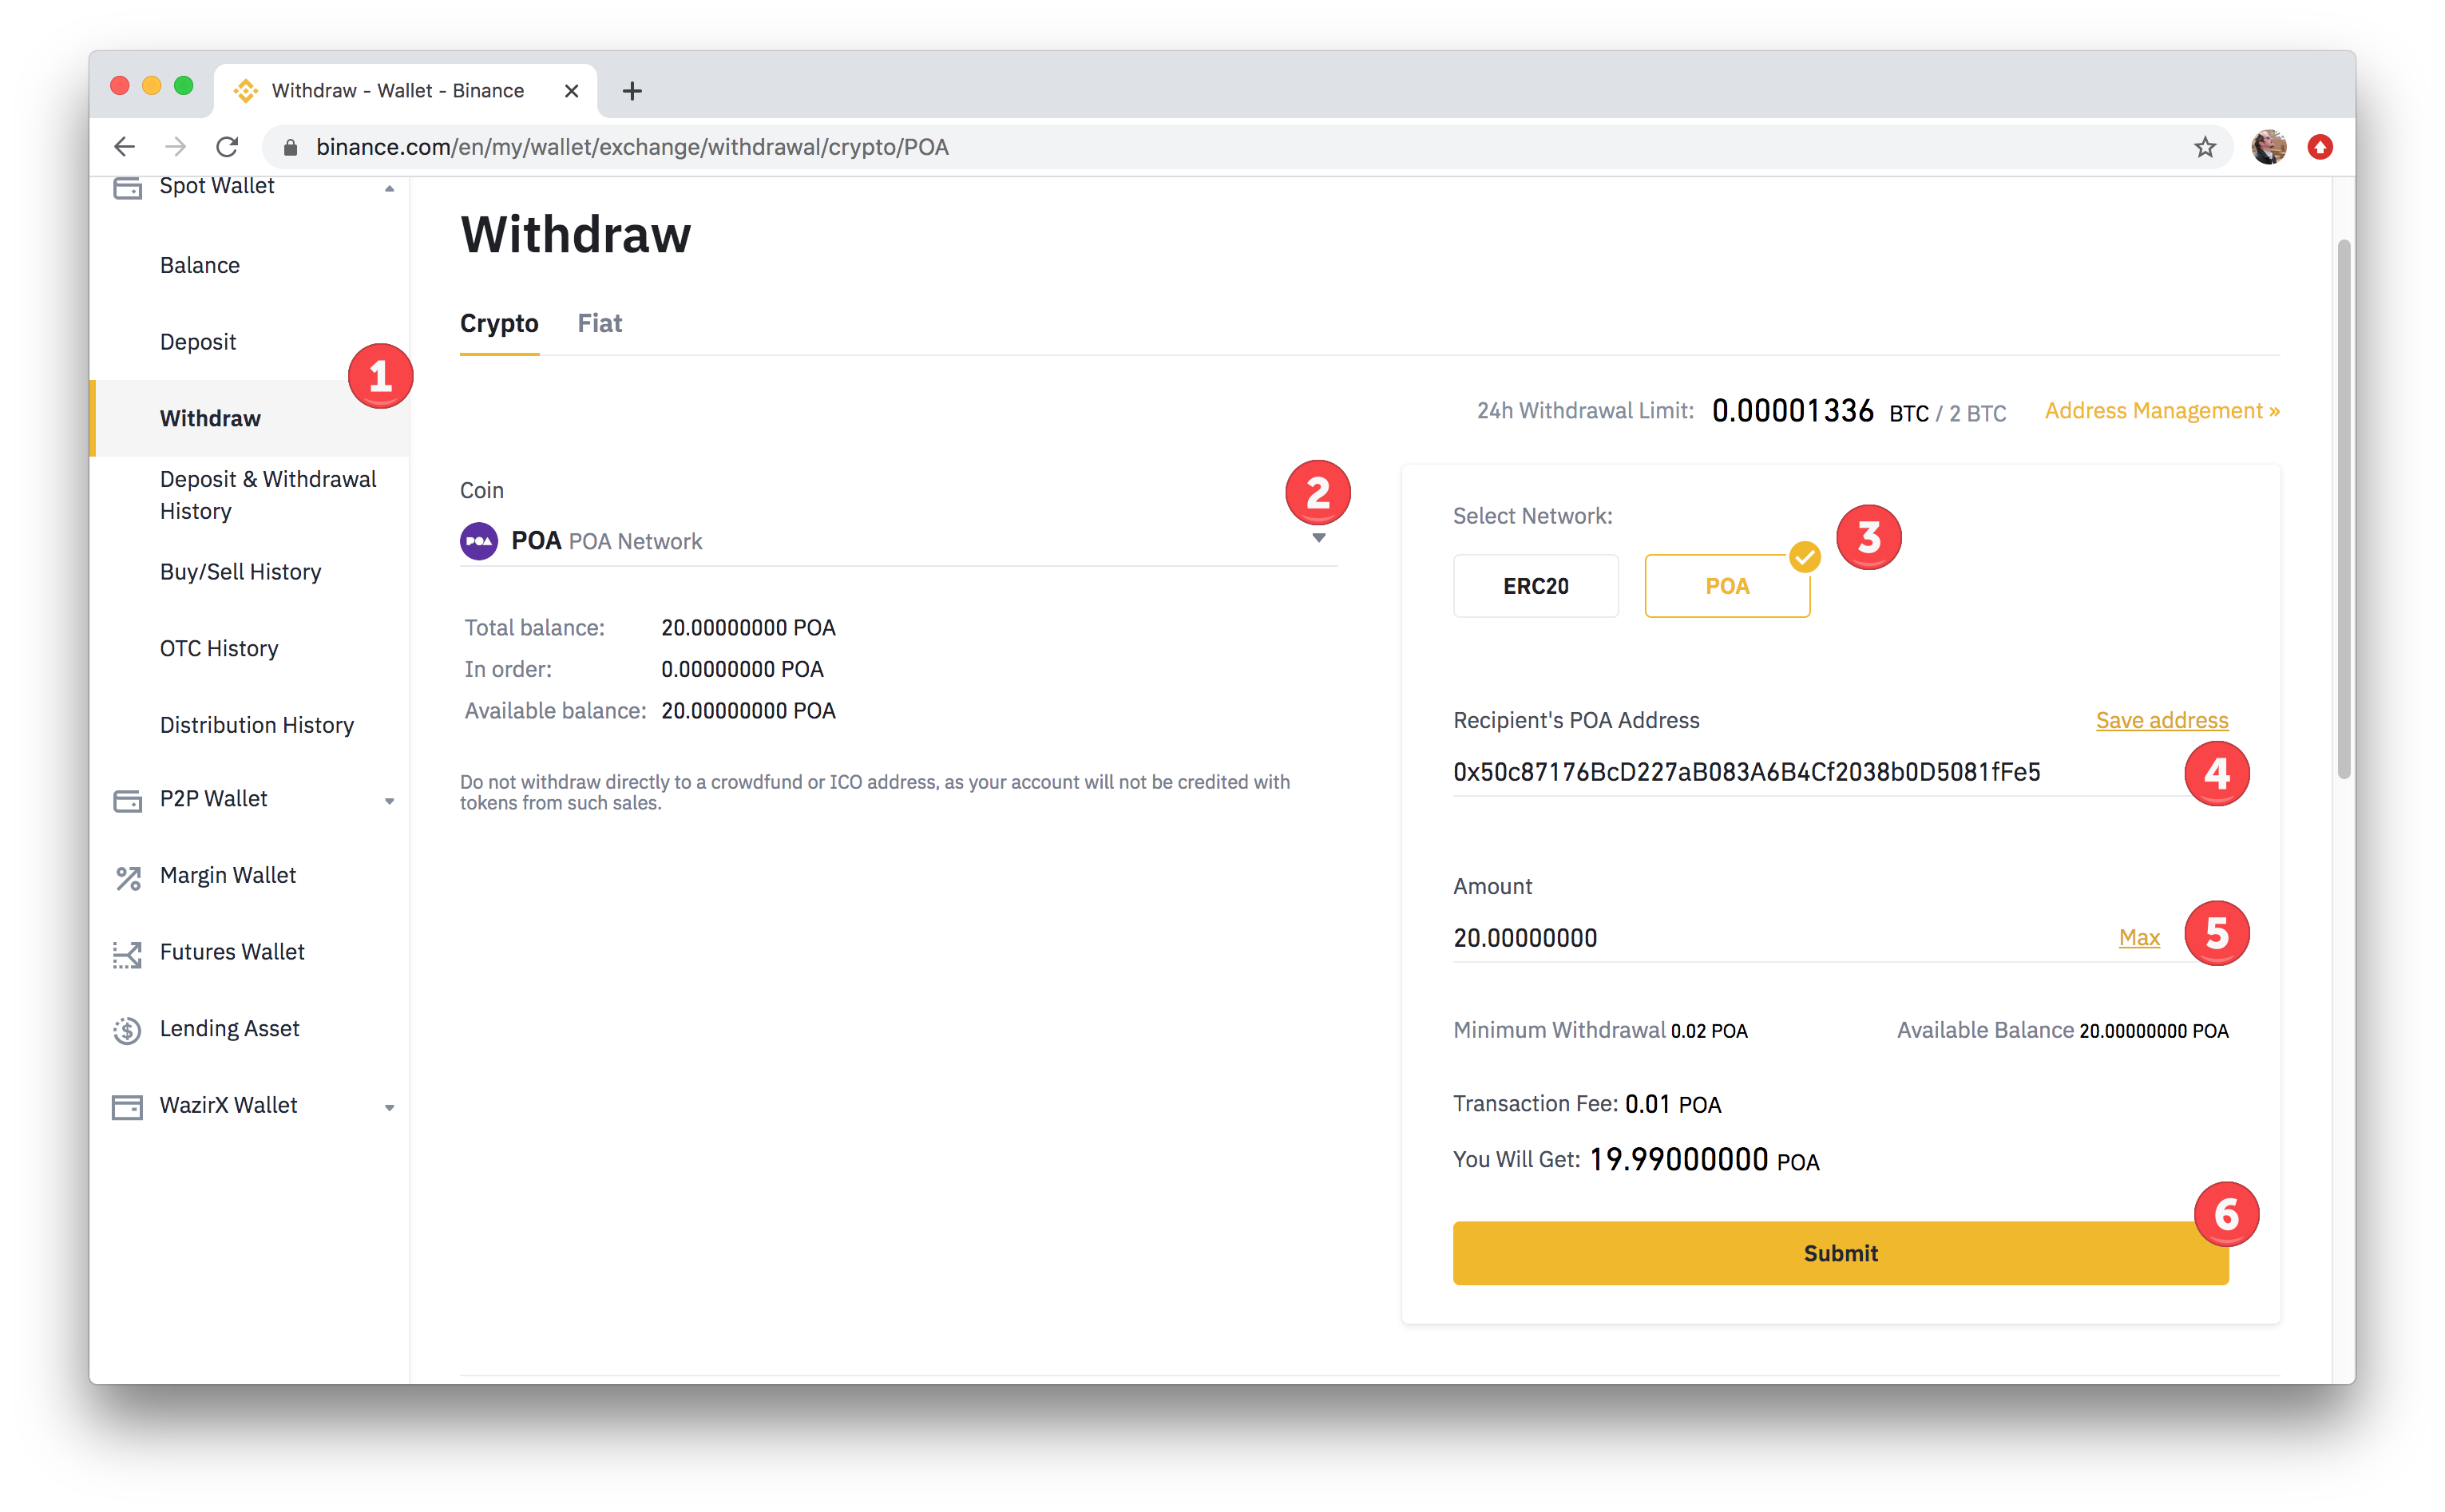 Withdraw - Wallet - Binance
binance.com/en/my/wallet/exchange/withdrawal/crypto/POA
Spot Wallet
Balance
Deposit
1
Withdraw
Deposit & Withdrawal
History
Buy/Sell History
OTC History
Distribution History
P2P Wallet
Margin Wallet
Futures Wallet
Lending Asset
WazirX Wallet
Withdraw
Crypto Fiat
24h Withdrawal Limit: 0.00001336 BTC / 2 BTC Address Management »
Coin
2
POA POA POA Network
Total balance: 20.00000000 POA
In order: 0.00000000 POA
Available balance: 20.00000000 POA
Do not withdraw directly to a crowdfund or ICO address, as your account will not be credited with
tokens from such sales.
Select Network:
3
ERC20 POA
Recipient's POA Address Save address
0x50c87176BcD227aB083A6B4Cf2038b0D5081fFe5
4
Amount
20.00000000 Max
5
Minimum Withdrawal 0.02 POA Available Balance 20.00000000 POA
Transaction Fee: 0.01 POA
You Will Get: 19.99000000 POA
6
Submit